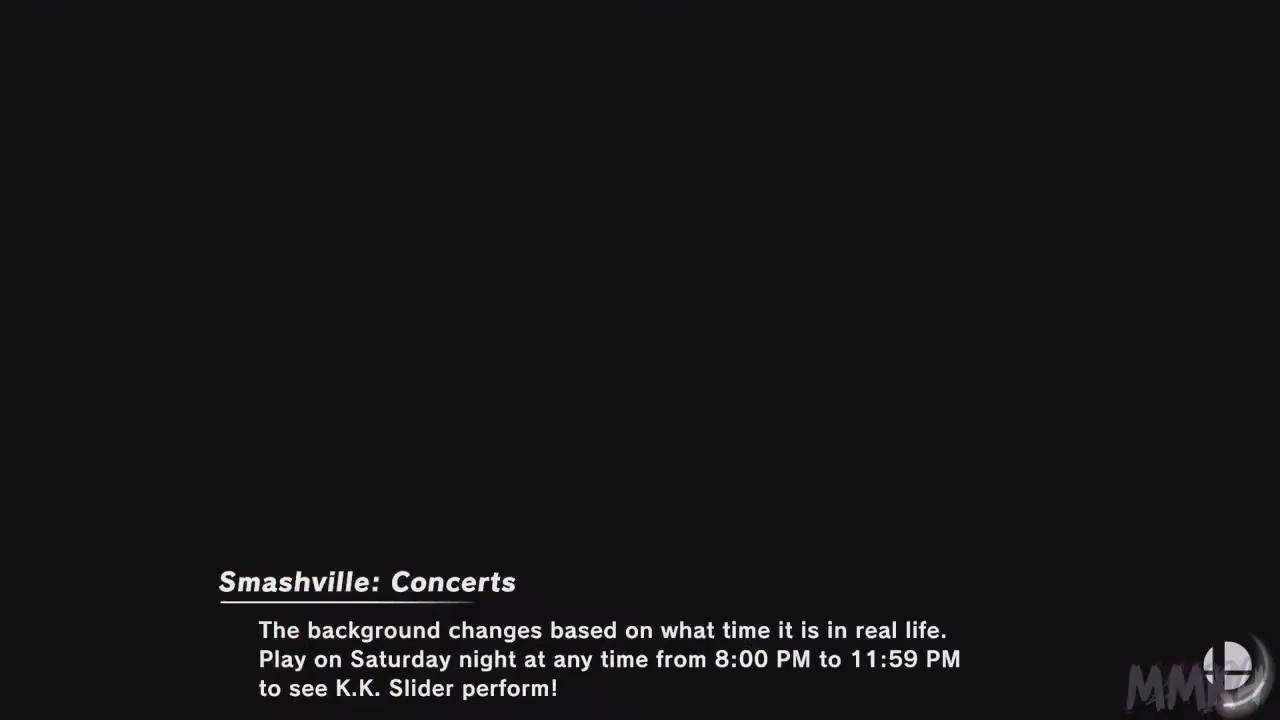 Smashville: Concerts
The background changes based on what time it is in real life.
Play on Saturday night at any time from 8:00 PM to 11:59 PM
to see K.K. Slider perform!